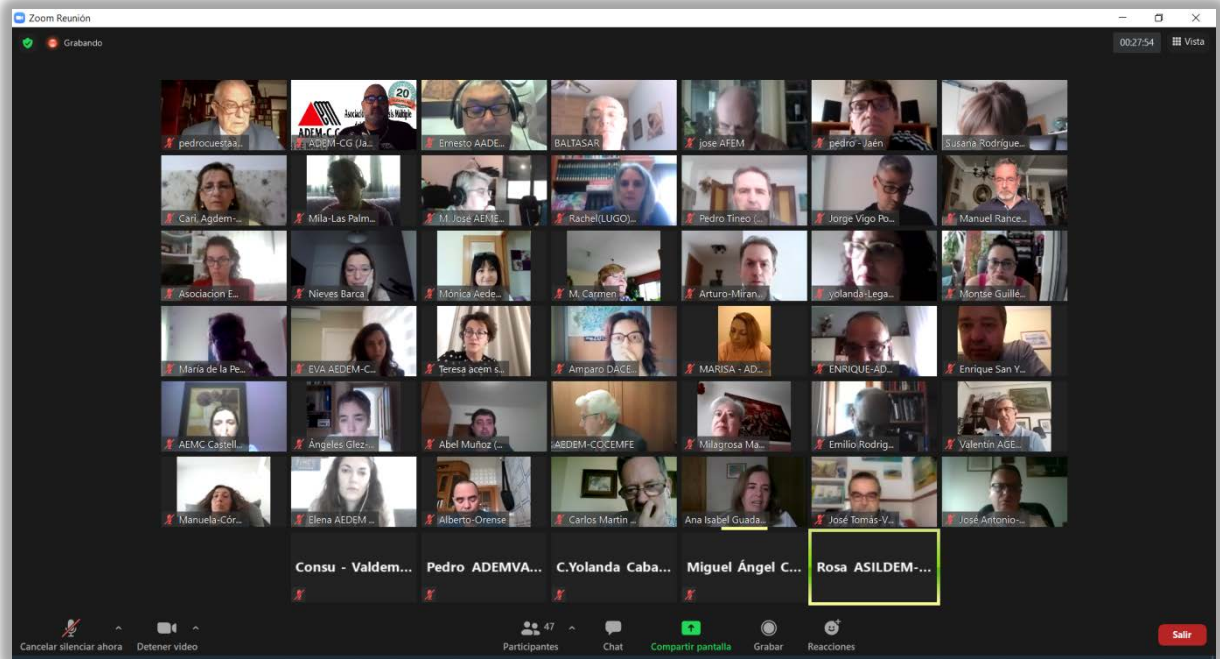 Zoom Reunión
Grabando
00:27:54 Vista
pedrocuestaa...
ADEM-CG (Ja...
20
Ernesto AADE...
BALTASAR
jose AFEM
pedro - Jaén
Susana Rodrígue...
Cari, Agdem-...
Mila-Las Palm...
M. José AEME...
Rachel(LUGO)...
Pedro Tineo (...
Jorge Vigo Po...
Manuel Rance...
Asociacion E...
Nieves Barca
Mónica Aede...
M. Carmen
Arturo-Miran...
yolanda-Lega...
Montse Guillé...
María de la Pe...
EVA AEDEM-C...
Teresa acem s...
Amparo DACE...
MARISA - AD...
ENRIQUE-AD...
Enrique San Y...
AEMC Castell...
Ángeles Glez-...
Abel Muñoz (...
AEDEM-COCEMFE
Milagrosa Ma...
Emilio Rodríg...
Valentín AGE...
Manuela-Cór...
Elena AEDEM ...
Alberto-Orense
Carlos Martín ...
Ana Isabel Guada...
José Tomás-V...
José Antonio-...
Consu - Valdem...
Pedro ADEMVA...
C.Yolanda Caba...
Miguel Ángel C...
Rosa ASILDEM-...
Cancelar silenciar ahora
Detener video
47
Participantes
Chat
Compartir pantalla
Grabar
Reacciones
Salir